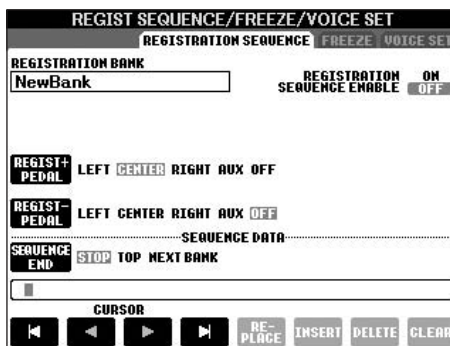 REGIST SEQUENCE/FREEZE/VOICE SET
REGISTRATION SEQUENCE FREEZE VOICE SET
REGISTRATION BANK
NewBank
REGISTRATION ON
SEQUENCE ENABLE OFF
REGIST+
PEDAL LEFT CENTER RIGHT AUX OFF
REGIST-
PEDAL LEFT CENTER RIGHT AUX OFF
SEQUENCE DATA
SEQUENCE
END STOP TOP NEXT BANK
CURSOR
RE-
PLACE INSERT DELETE CLEAR